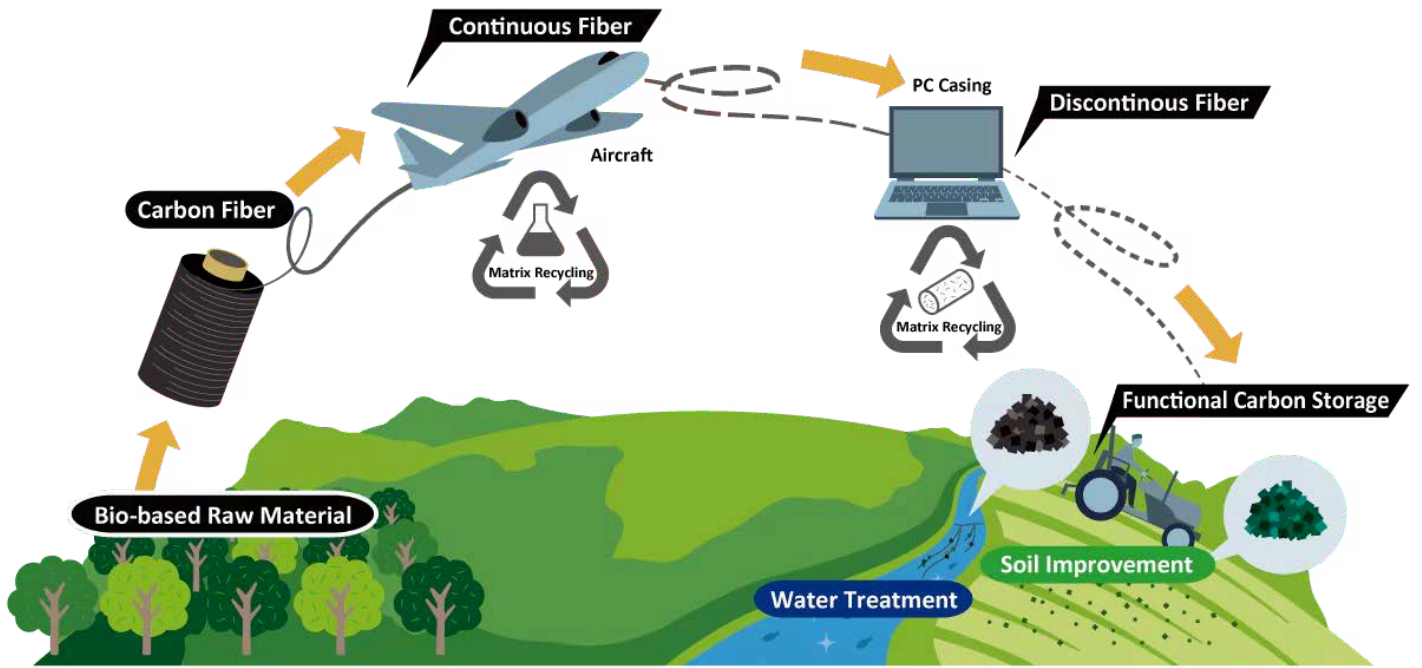 Continuous Fiber
PC Casing
Discontinous Fiber
Aircraft
Carbon Fiber
Matrix Recycling
Matrix Recycling
Functional Carbon Storage
Bio-based Raw Material
Soil Improvement
Water Treatment